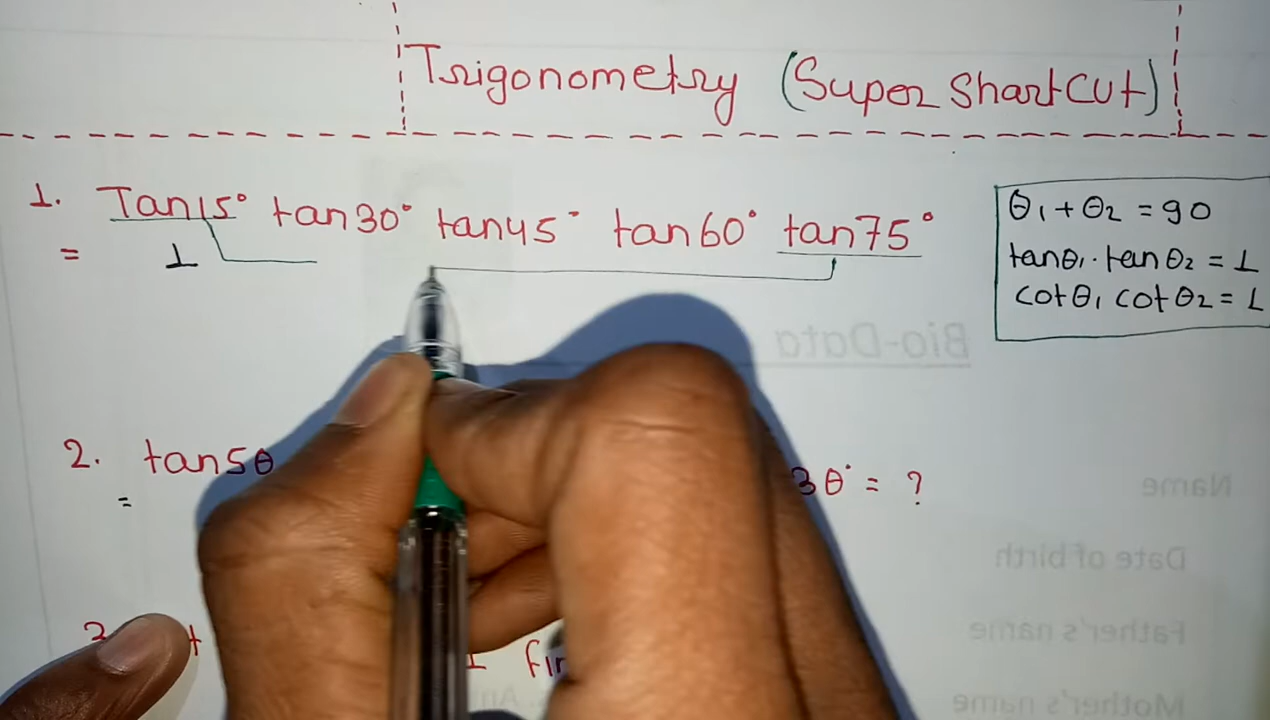 Trigonometry (Super Shartcut)
1. Tan15° tan30° tan45° tan60° tan75°
= 1
θ₁+θ₂ = 90
tanθ₁·tanθ₂ = 1
cotθ₁ cotθ₂ = 1
Bio-Data
2. tan5θ 3θ° = ?
=
Name
Date of birth
Father's name
Mother's name